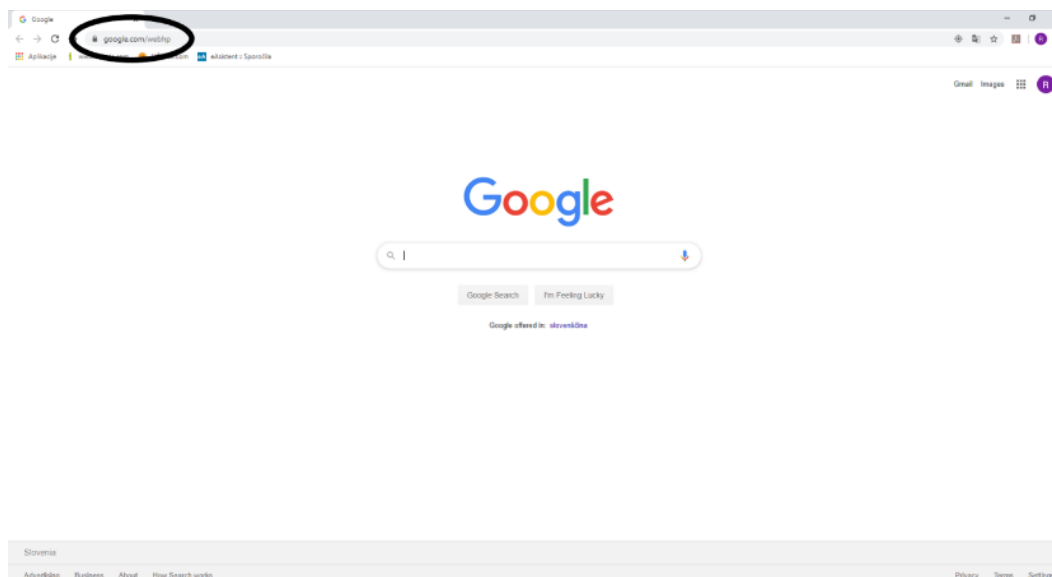 Google
google.com/webhp
Aplikacije eAsistent :: Sporočila
Gmail Images
R
Google
Google Search I'm Feeling Lucky
Google offered in: slovenščina
Slovenia
Advertising Business About How Search works Privacy Terms Settings